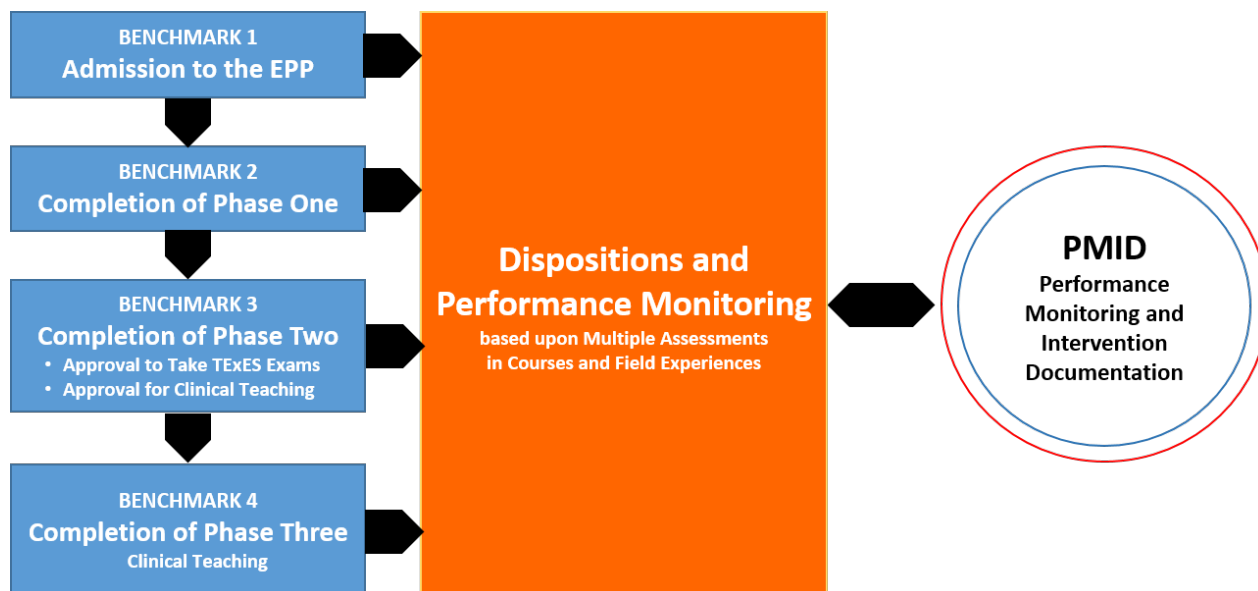 BENCHMARK 1
Admission to the EPP
BENCHMARK 2
Completion of Phase One
BENCHMARK 3
Completion of Phase Two
• Approval to Take TExES Exams
• Approval for Clinical Teaching
BENCHMARK 4
Completion of Phase Three
Clinical Teaching
Dispositions and
Performance Monitoring
based upon Multiple Assessments
in Courses and Field Experiences
PMID
Performance
Monitoring and
Intervention
Documentation